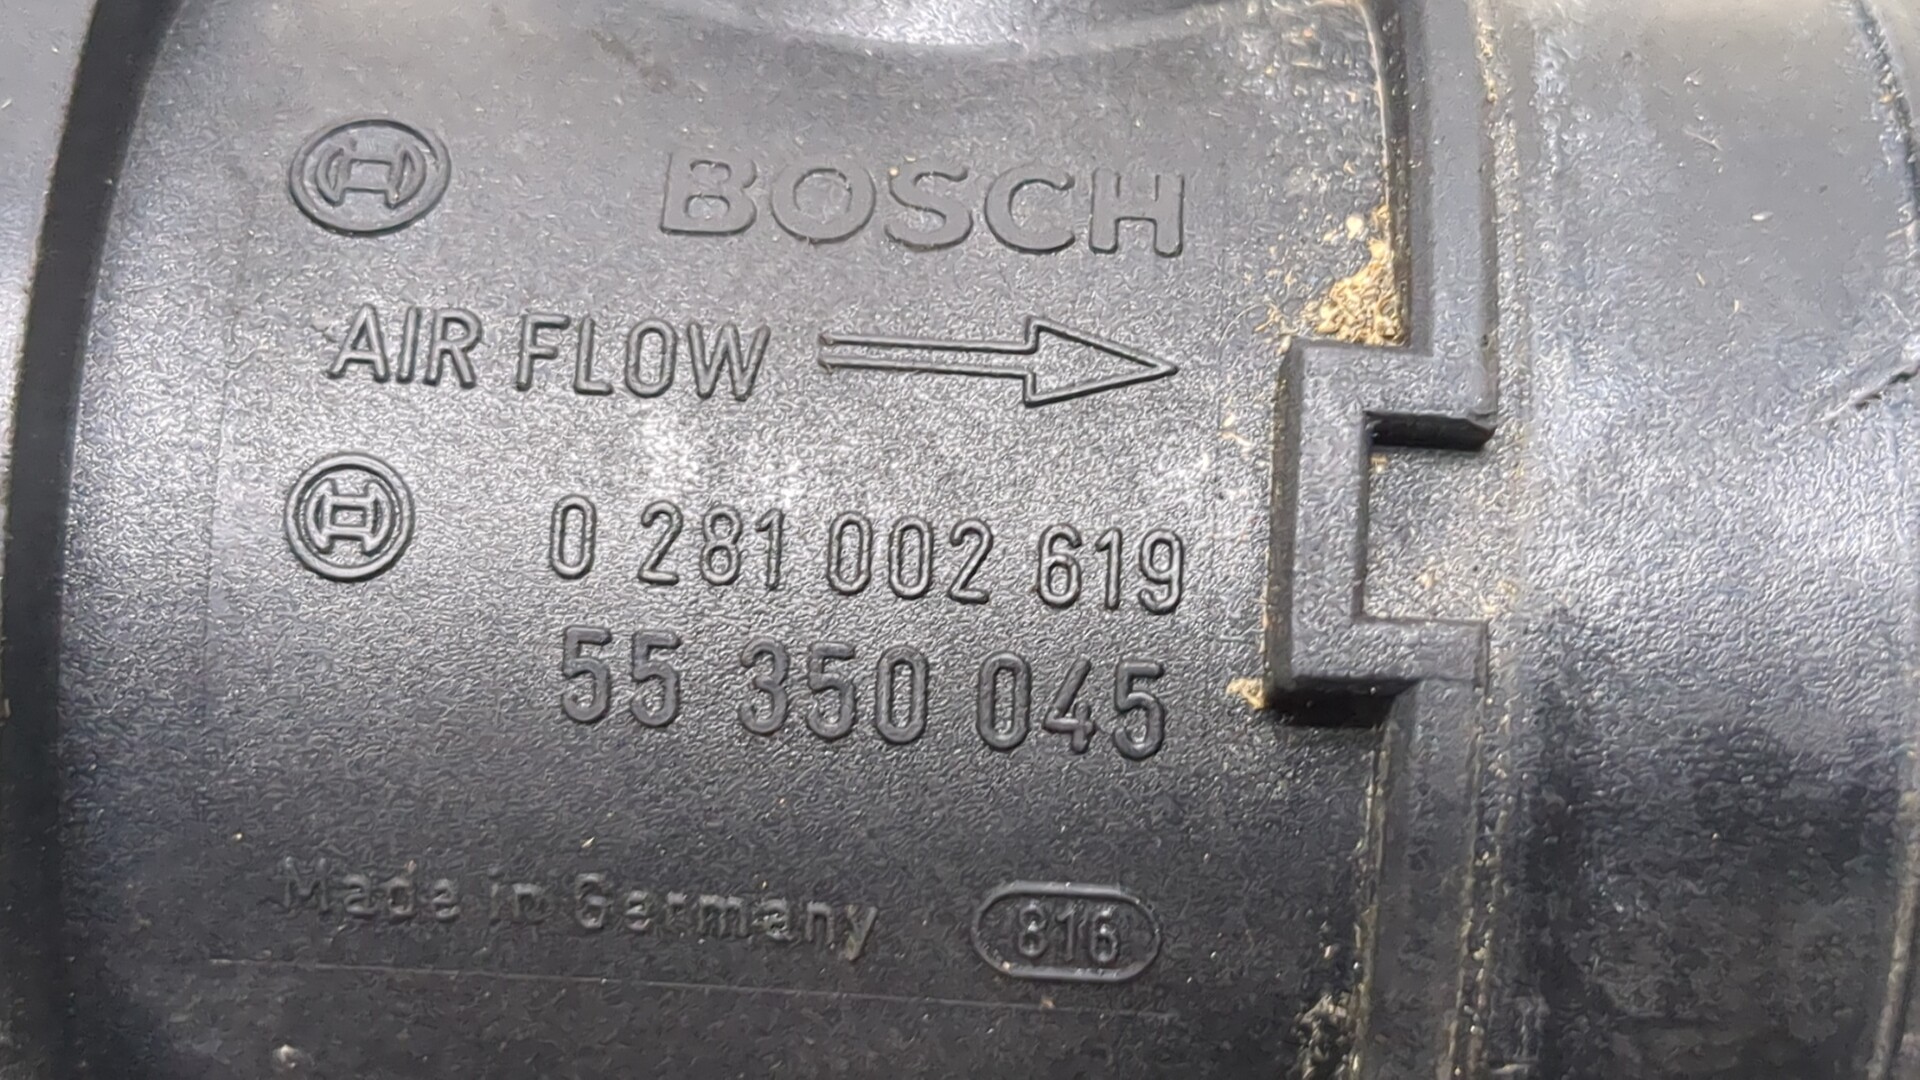 BOSCH
AIR FLOW
0 281 002 619
55 350 045
Made in Germany 816